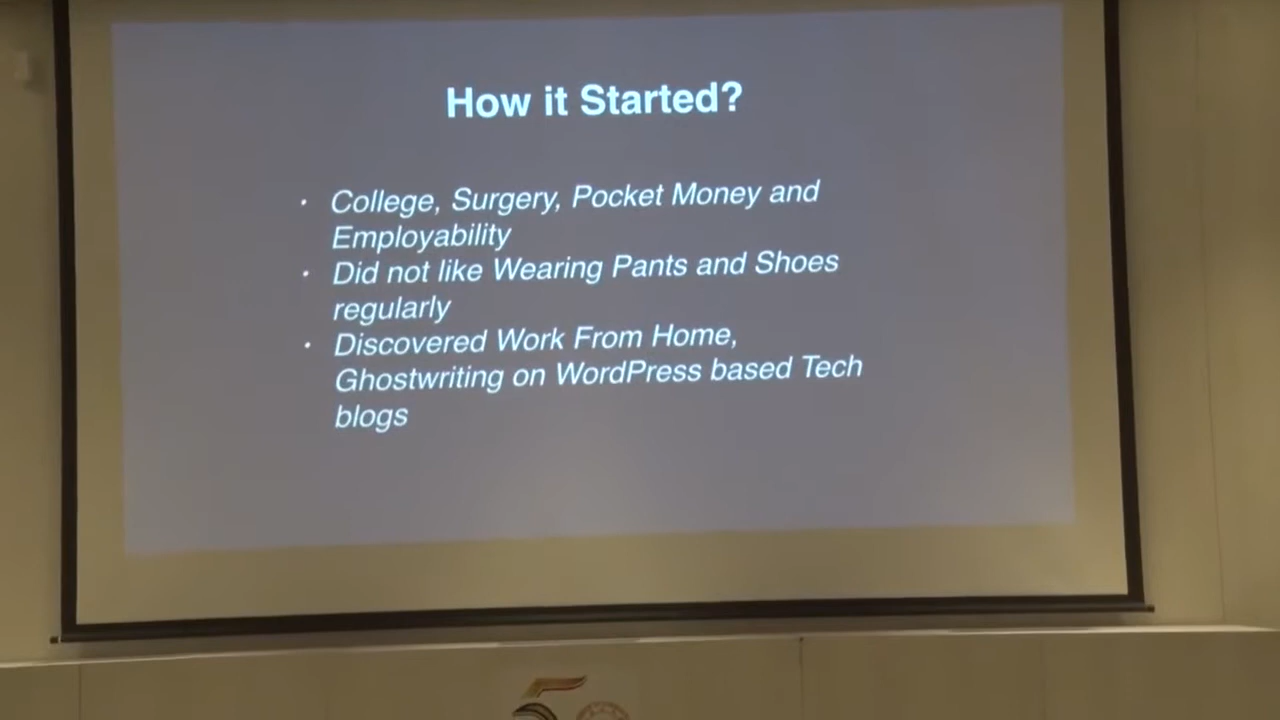 How it Started?
· College, Surgery, Pocket Money and
Employability
· Did not like Wearing Pants and Shoes
regularly
· Discovered Work From Home,
Ghostwriting on WordPress based Tech
blogs